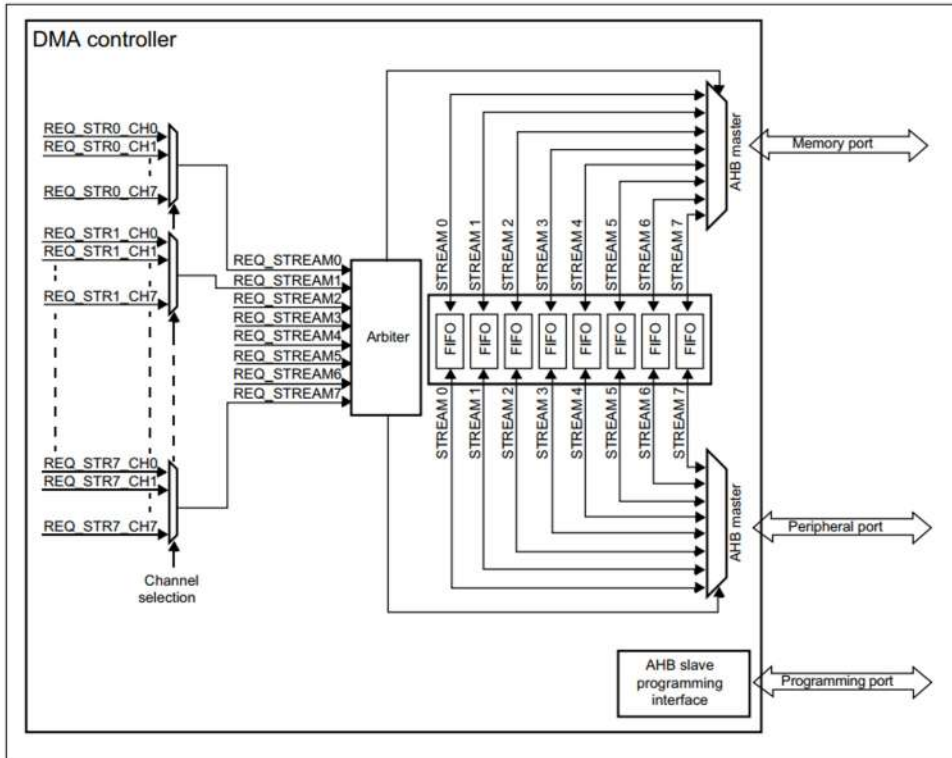 DMA controller
REQ_STR0_CH0
REQ_STR0_CH1
REQ_STR0_CH7
REQ_STR1_CH0
REQ_STR1_CH1
REQ_STR1_CH7
REQ_STR7_CH0
REQ_STR7_CH1
REQ_STR7_CH7
Channel
selection
REQ_STREAM0
REQ_STREAM1
REQ_STREAM2
REQ_STREAM3
REQ_STREAM4
REQ_STREAM5
REQ_STREAM6
REQ_STREAM7
Arbiter
STREAM 0
STREAM 1
STREAM 2
STREAM 3
STREAM 4
STREAM 5
STREAM 6
STREAM 7
FIFO
FIFO
FIFO
FIFO
FIFO
FIFO
FIFO
FIFO
STREAM 0
STREAM 1
STREAM 2
STREAM 3
STREAM 4
STREAM 5
STREAM 6
STREAM 7
AHB master
Memory port
AHB master
Peripheral port
AHB slave
programming
interface
Programming port